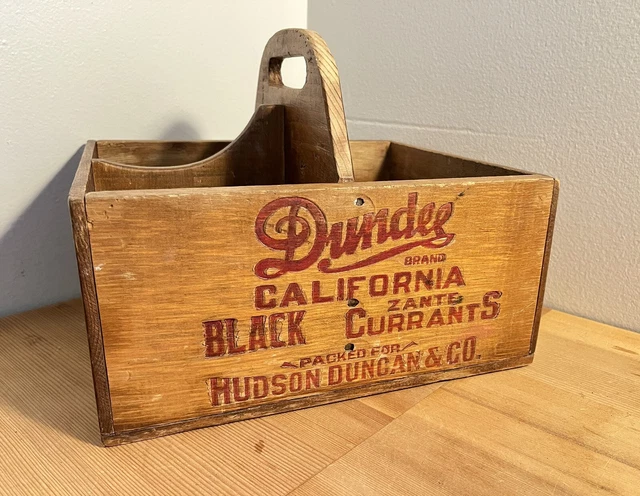 Dundee
BRAND
CALIFORNIA
ZANTE
BLACK CURRANTS
PACKED FOR
HUDSON DUNCAN & CO.